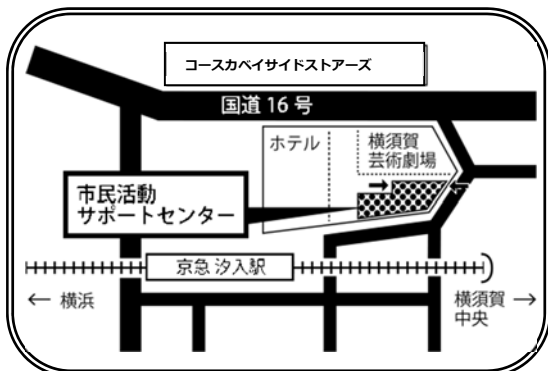 コースカベイサイドストアーズ
国道16号
ホテル
横須賀
芸術劇場
市民活動
サポートセンター
京急 汐入駅
← 横浜
横須賀 →
中央